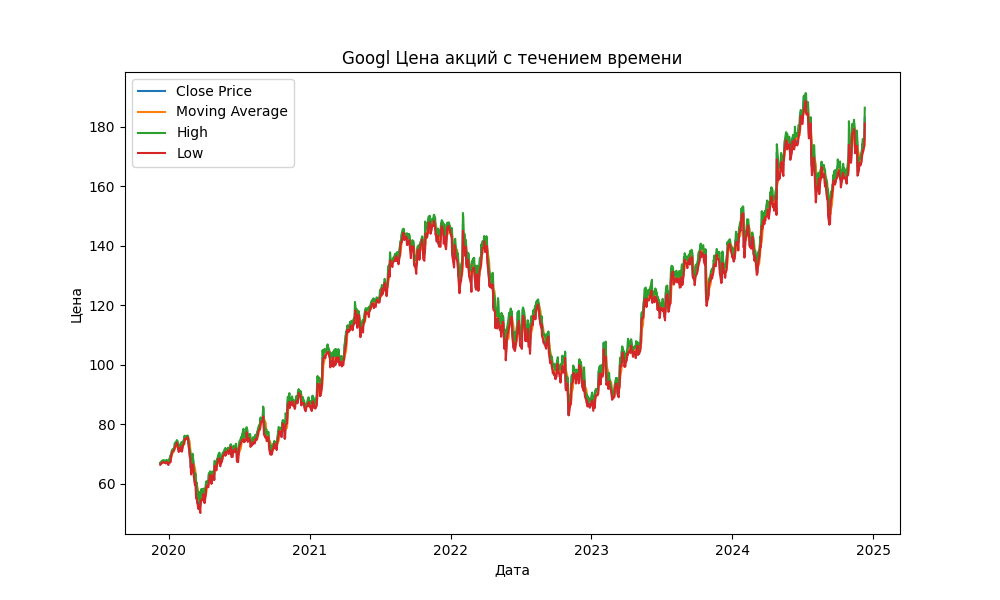 Googl Цена акций с течением времени
Close Price
Moving Average
High
Low
Цена
180
160
140
120
100
80
60
2020
2021
2022
2023
2024
2025
Дата